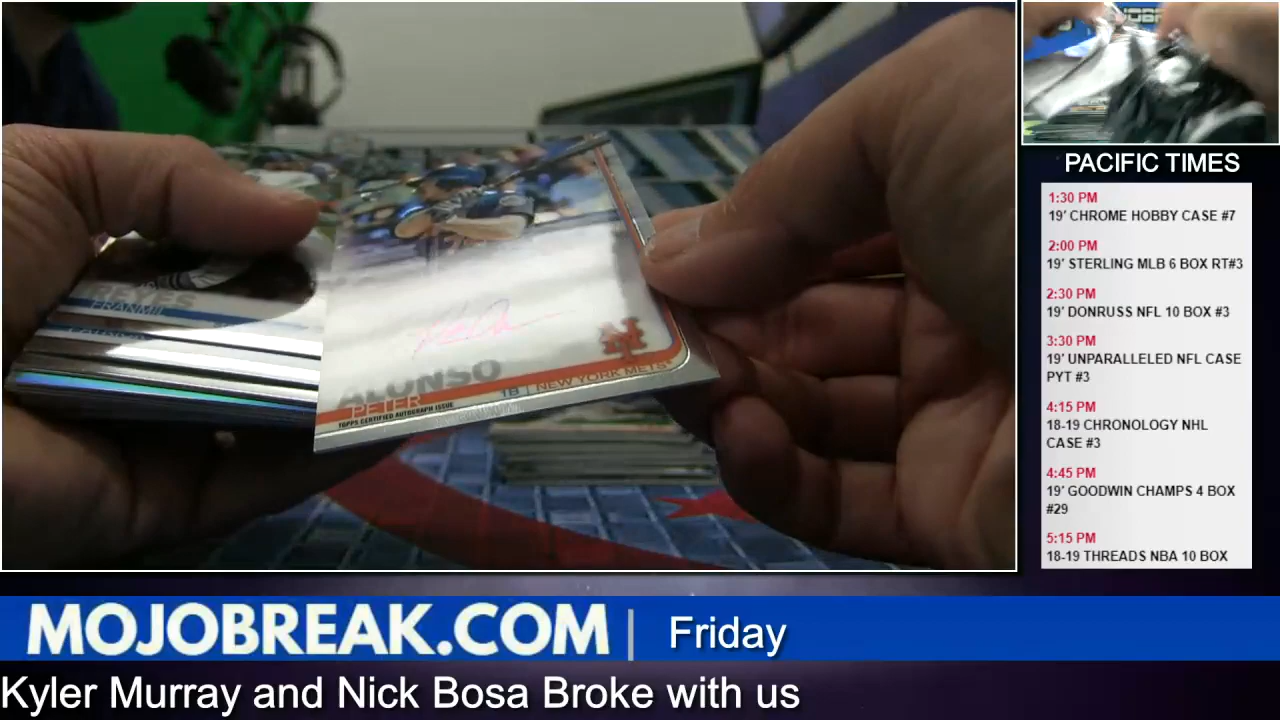 REYES
FRANMIL
ALONSO
PETER
1B | NEW YORK METS
TOPPS CERTIFIED AUTOGRAPH ISSUE
NY
PACIFIC TIMES
1:30 PM
19' CHROME HOBBY CASE #7
2:00 PM
19' STERLING MLB 6 BOX RT#3
2:30 PM
19' DONRUSS NFL 10 BOX #3
3:30 PM
19' UNPARALLELED NFL CASE
PYT #3
4:15 PM
18-19 CHRONOLOGY NHL
CASE #3
4:45 PM
19' GOODWIN CHAMPS 4 BOX
#29
5:15 PM
18-19 THREADS NBA 10 BOX
MOJOBREAK.COM | Friday
Kyler Murray and Nick Bosa Broke with us